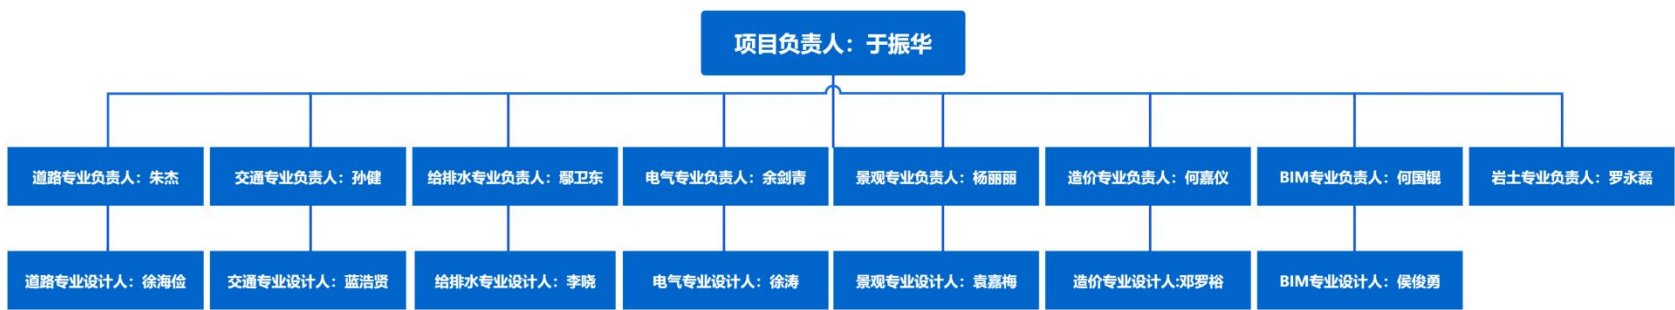 项目负责人：于振华
道路专业负责人：朱杰
交通专业负责人：孙健
给排水专业负责人：鄢卫东
电气专业负责人：余剑青
景观专业负责人：杨丽丽
造价专业负责人：何嘉仪
BIM专业负责人：何国锟
岩土专业负责人：罗永磊
道路专业设计人：徐海俭
交通专业设计人：蓝浩贤
给排水专业设计人：李晓
电气专业设计人：徐涛
景观专业设计人：袁嘉梅
造价专业设计人:邓罗裕
BIM专业设计人：侯俊勇